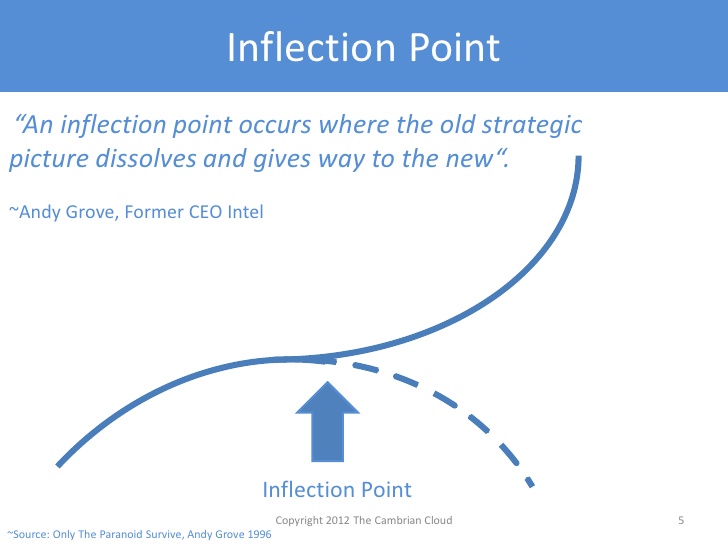 Inflection Point
“An inflection point occurs where the old strategic
picture dissolves and gives way to the new“.
~Andy Grove, Former CEO Intel
Inflection Point
Copyright 2012 The Cambrian Cloud
5
~Source: Only The Paranoid Survive, Andy Grove 1996